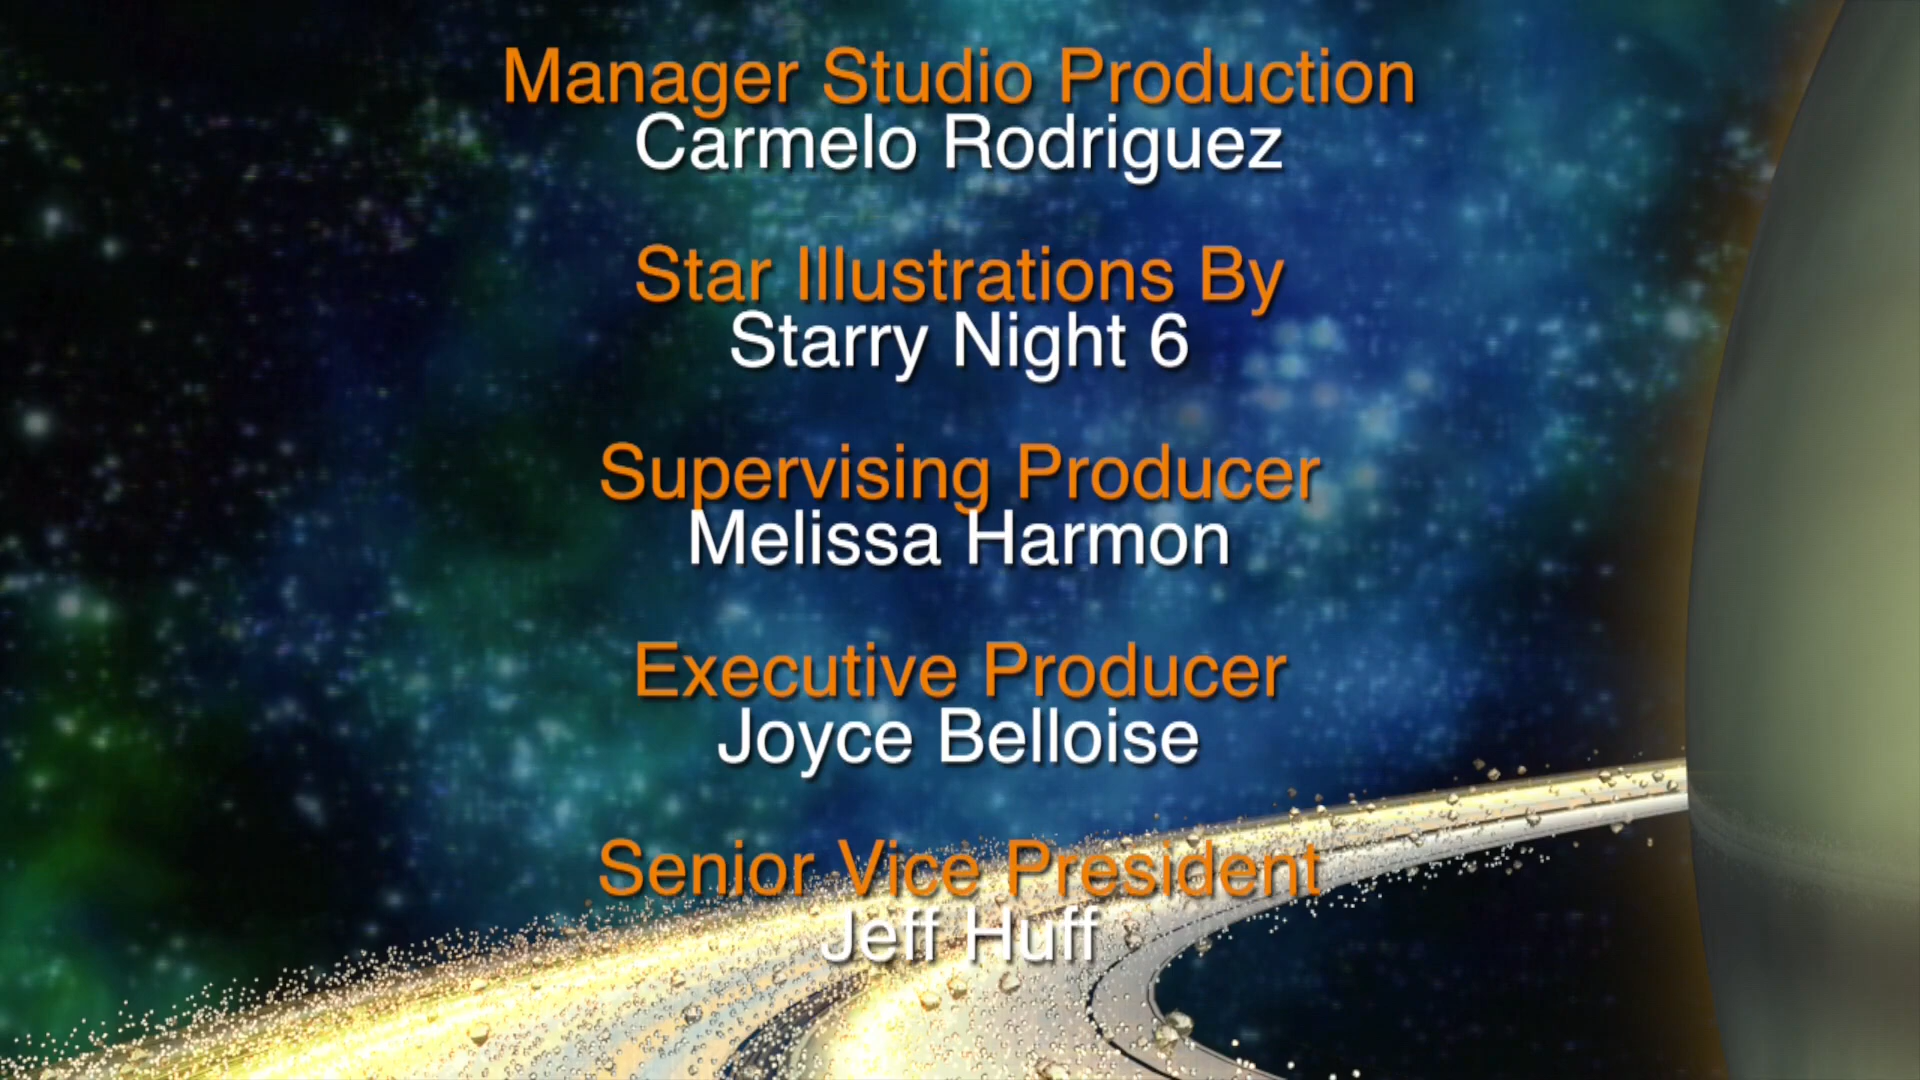 Manager Studio Production
Carmelo Rodriguez
Star Illustrations By
Starry Night 6
Supervising Producer
Melissa Harmon
Executive Producer
Joyce Belloise
Senior Vice President
Jeff Huff